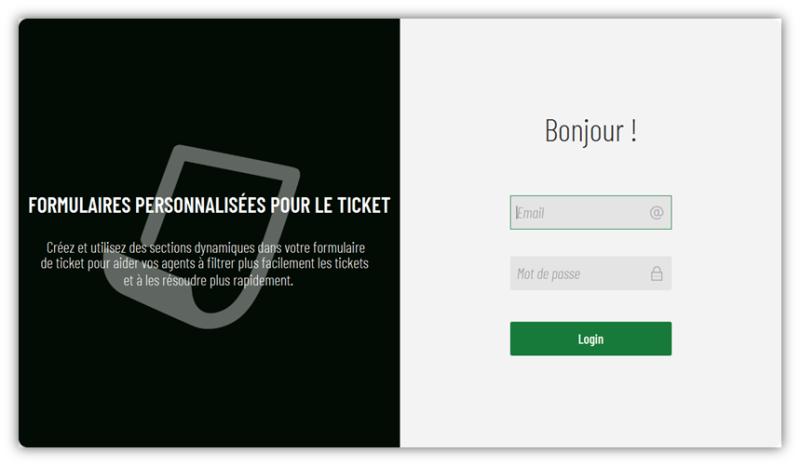 FORMULAIRES PERSONNALISÉES POUR LE TICKET
Créez et utilisez des sections dynamiques dans votre formulaire
de ticket pour aider vos agents à filtrer plus facilement les tickets
et à les résoudre plus rapidement.
Bonjour !
Email @
Mot de passe
Login